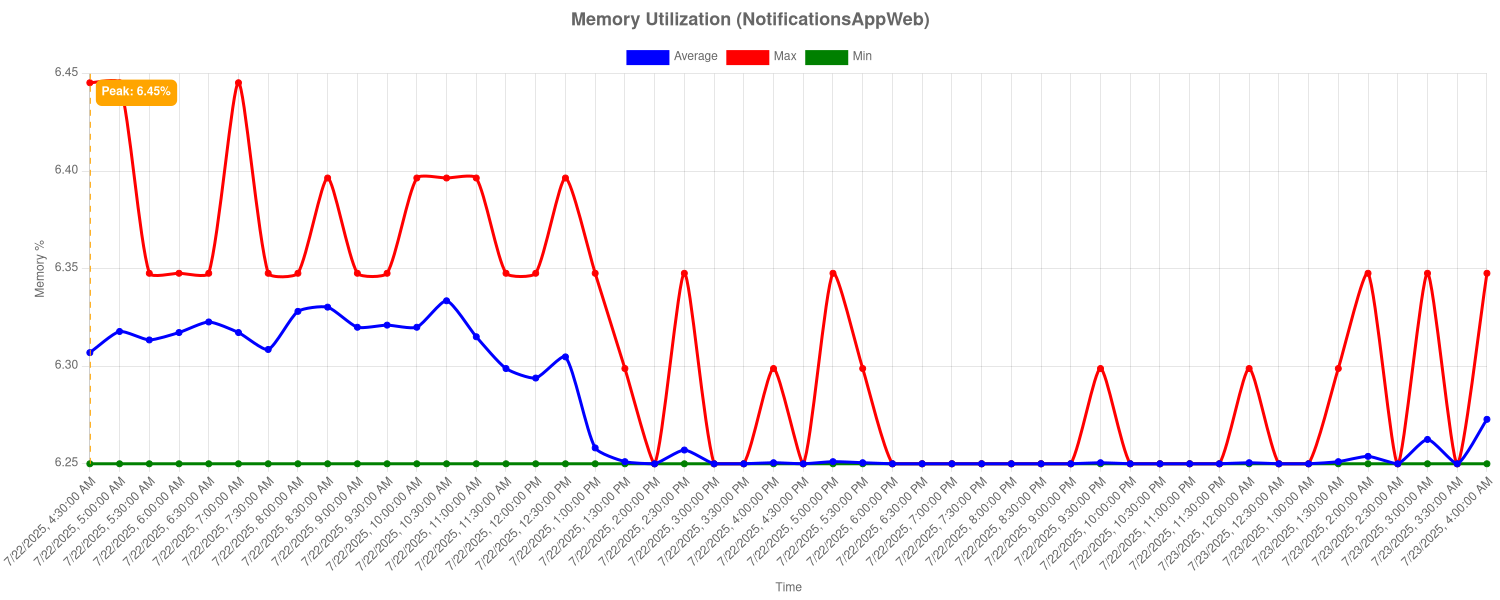 Memory Utilization (NotificationsAppWeb)
Average Max Min
6.45
Peak: 6.45%
6.40
6.35
Memory %
6.30
6.25
7/22/2025, 4:30:00 AM
7/22/2025, 5:00:00 AM
7/22/2025, 5:30:00 AM
7/22/2025, 6:00:00 AM
7/22/2025, 6:30:00 AM
7/22/2025, 7:00:00 AM
7/22/2025, 7:30:00 AM
7/22/2025, 8:00:00 AM
7/22/2025, 8:30:00 AM
7/22/2025, 9:00:00 AM
7/22/2025, 9:30:00 AM
7/22/2025, 10:00:00 AM
7/22/2025, 10:30:00 AM
7/22/2025, 11:00:00 AM
7/22/2025, 11:30:00 AM
7/22/2025, 12:00:00 PM
7/22/2025, 12:30:00 PM
7/22/2025, 1:00:00 PM
7/22/2025, 1:30:00 PM
7/22/2025, 2:00:00 PM
7/22/2025, 2:30:00 PM
7/22/2025, 3:00:00 PM
7/22/2025, 3:30:00 PM
7/22/2025, 4:00:00 PM
7/22/2025, 4:30:00 PM
7/22/2025, 5:00:00 PM
7/22/2025, 5:30:00 PM
7/22/2025, 6:00:00 PM
7/22/2025, 6:30:00 PM
7/22/2025, 7:00:00 PM
7/22/2025, 7:30:00 PM
7/22/2025, 8:00:00 PM
7/22/2025, 8:30:00 PM
7/22/2025, 9:00:00 PM
7/22/2025, 9:30:00 PM
7/22/2025, 10:00:00 PM
7/22/2025, 10:30:00 PM
7/22/2025, 11:00:00 PM
7/22/2025, 11:30:00 PM
7/23/2025, 12:00:00 AM
7/23/2025, 12:30:00 AM
7/23/2025, 1:00:00 AM
7/23/2025, 1:30:00 AM
7/23/2025, 2:00:00 AM
7/23/2025, 2:30:00 AM
7/23/2025, 3:00:00 AM
7/23/2025, 3:30:00 AM
7/23/2025, 4:00:00 AM
Time